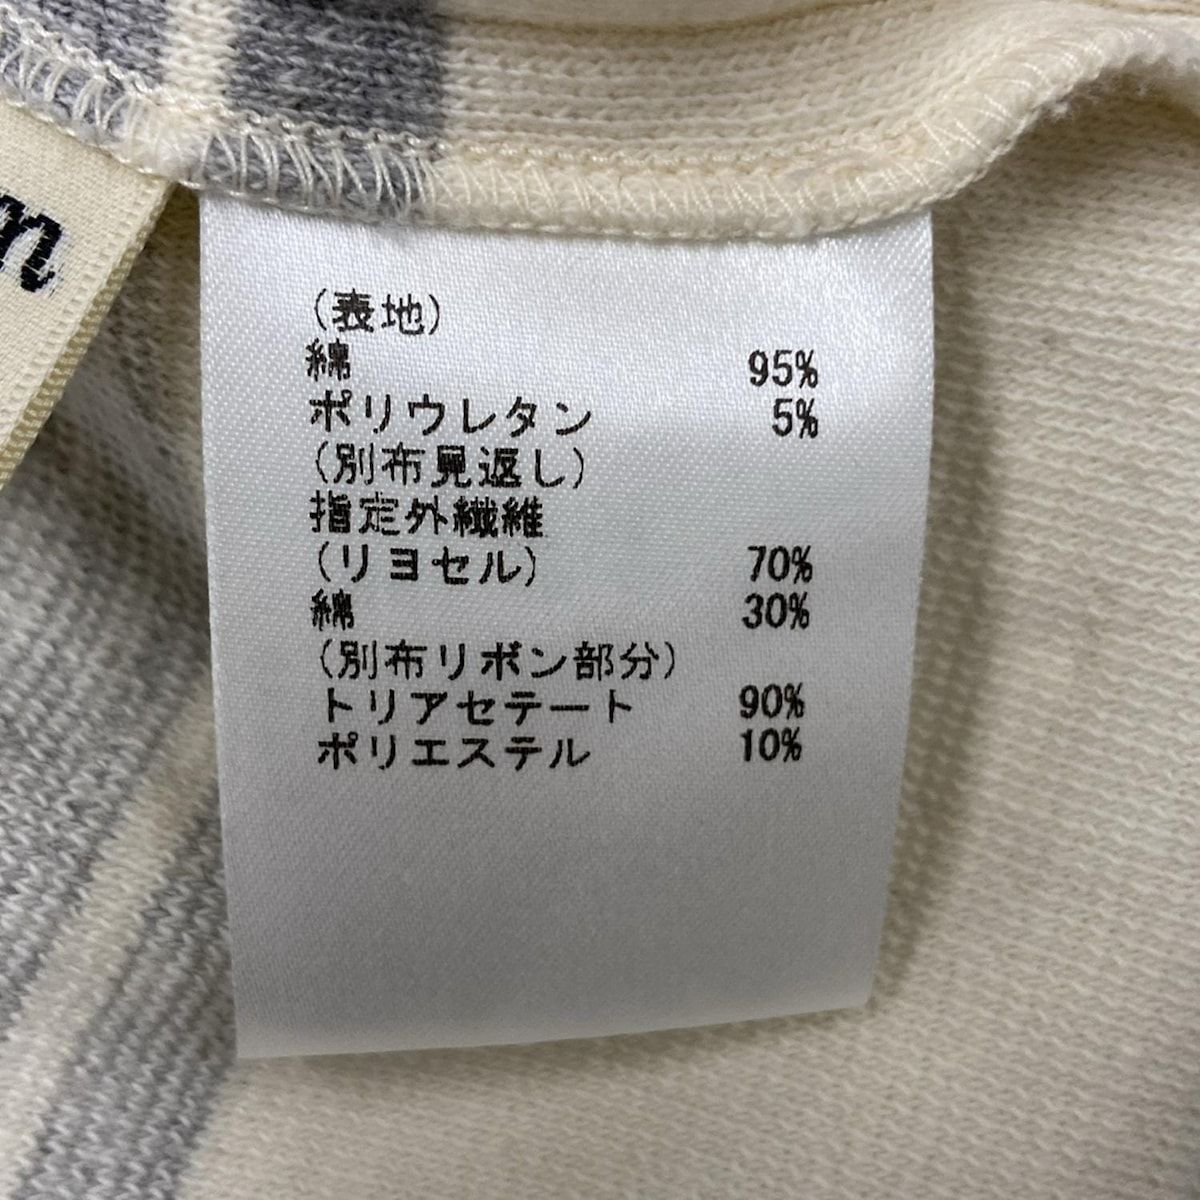 n
(表地)
綿 95%
ポリウレタン 5%
(別布見返し)
指定外繊維
(リヨセル) 70%
綿 30%
(別布リボン部分)
トリアセテート 90%
ポリエステル 10%